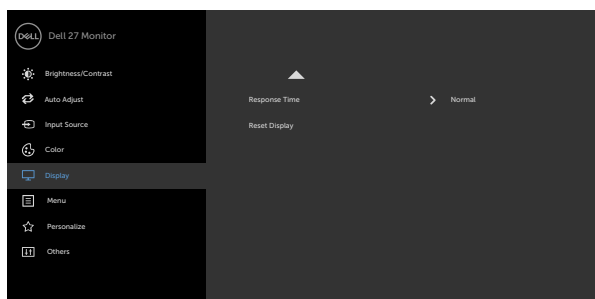 DELL Dell 27 Monitor
Brightness/Contrast
Auto Adjust
Response Time Normal
Input Source
Reset Display
Color
Display
Menu
Personalize
Others